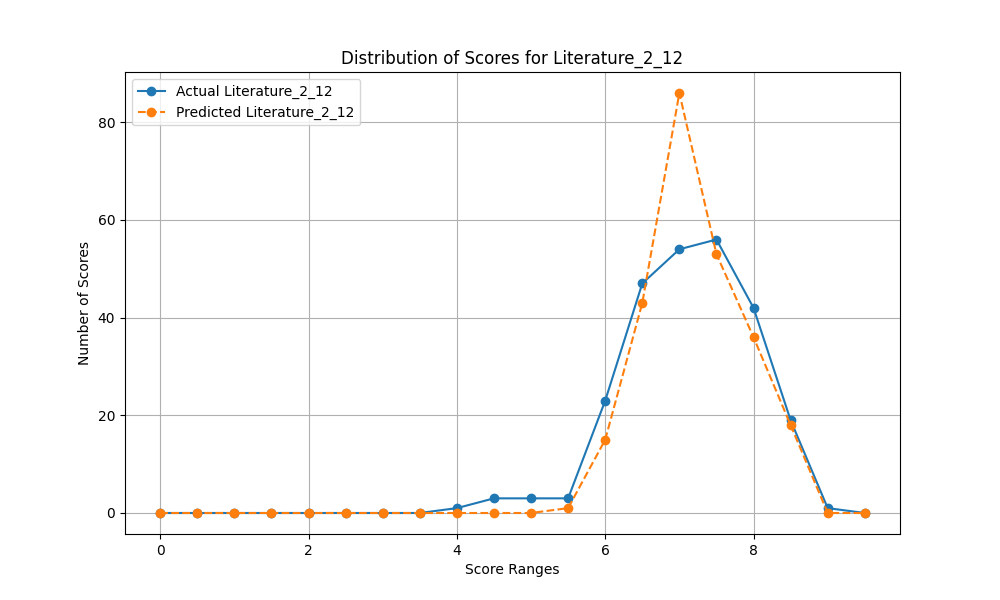 Distribution of Scores for Literature_2_12
Actual Literature_2_12
Predicted Literature_2_12
Number of Scores
80
60
40
20
0
0 2 4 6 8
Score Ranges